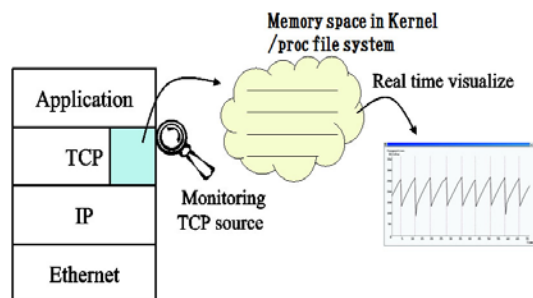 Memory space in Kernel
/proc file system
Real time visualize
Application
TCP
IP
Ethernet
Monitoring
TCP source